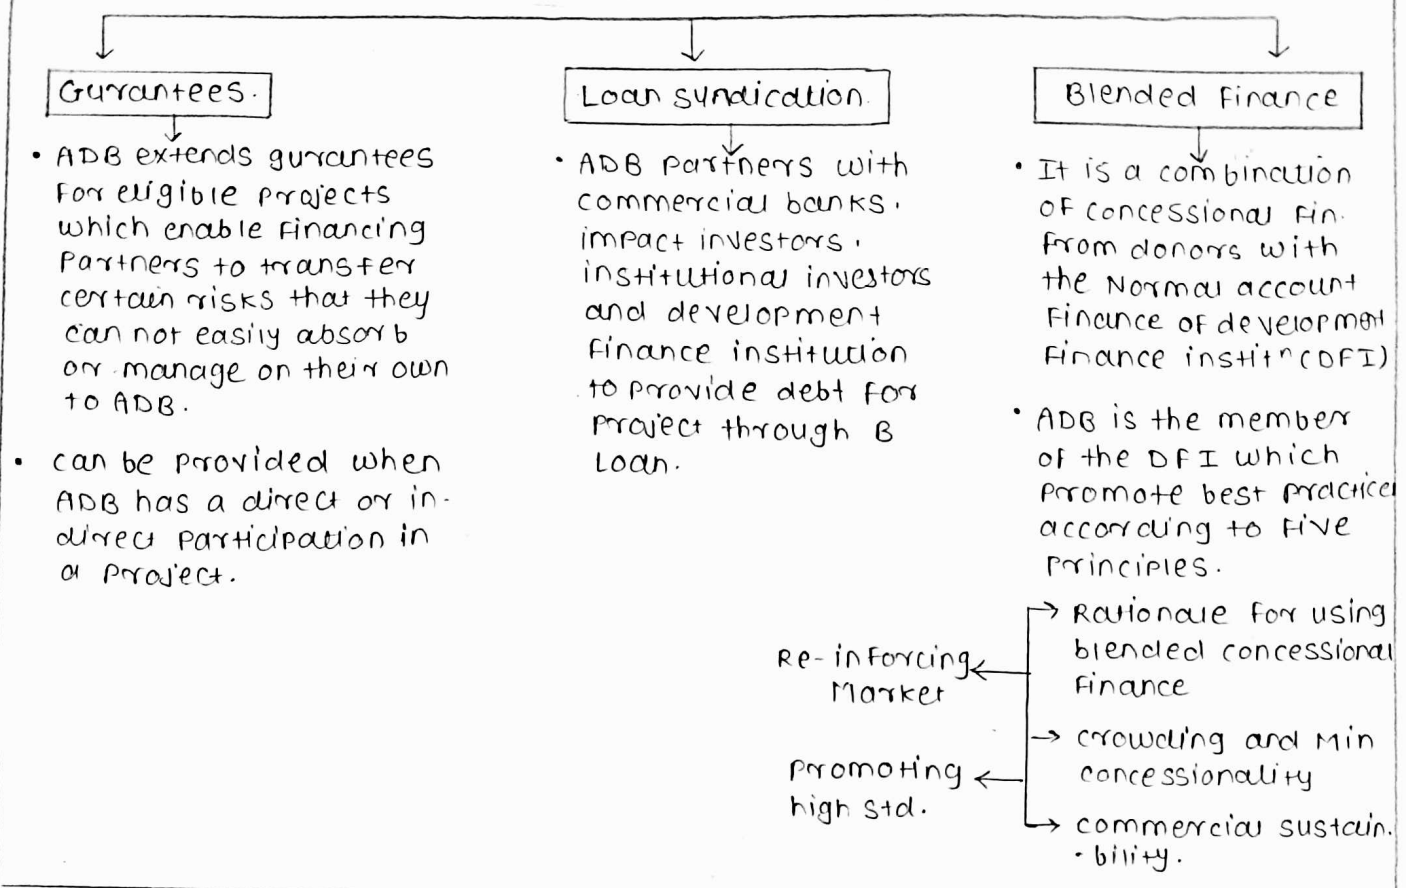 Gurantees.
• ADB extends gurantees
for eligible projects
which enable financing
partners to transfer
certain risks that they
can not easily absorb
or manage on their own
to ADB.
• can be provided when
ADB has a direct or in-
direct participation in
a project.
Loan syndication.
• ADB partners with
commercial banks,
impact investors,
institutional investors
and development
finance institution
to provide debt for
project through B
Loan.
Blended Finance
• It is a combination
of concessional fin.
from donors with
the Normal account
finance of development
finance institⁿ (DFI)
• ADB is the member
of the DFI which
promote best practice
according to five
principles.
→ Rationale for using
blended concessional
finance
Re-inforcing
Market
→ crowding and Min
concessionality
promoting
high std.
→ commercial sustain.
• bility.